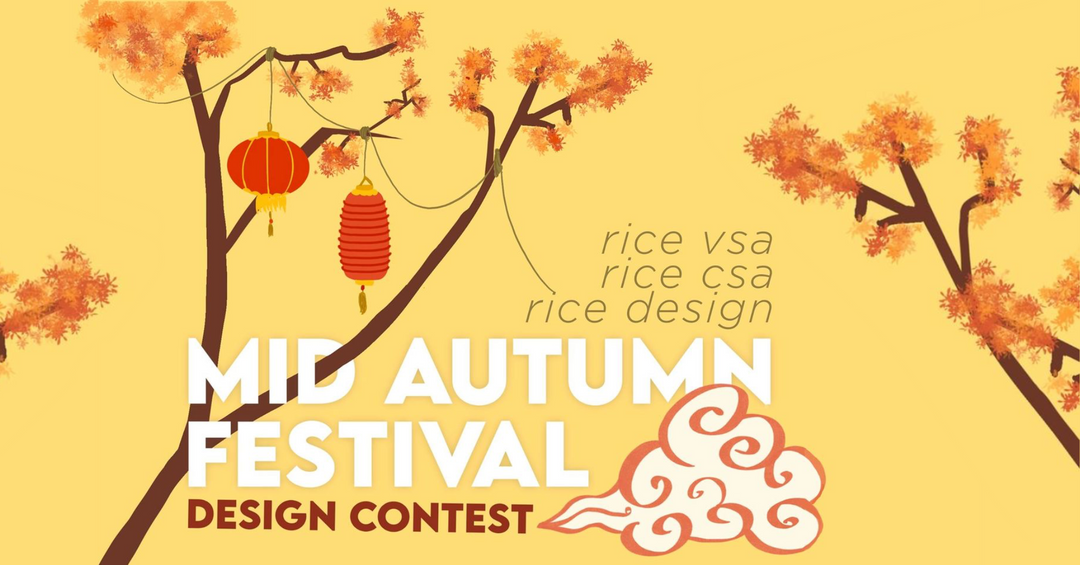 rice vsa
rice csa
rice design
MID AUTUMN
FESTIVAL
DESIGN CONTEST